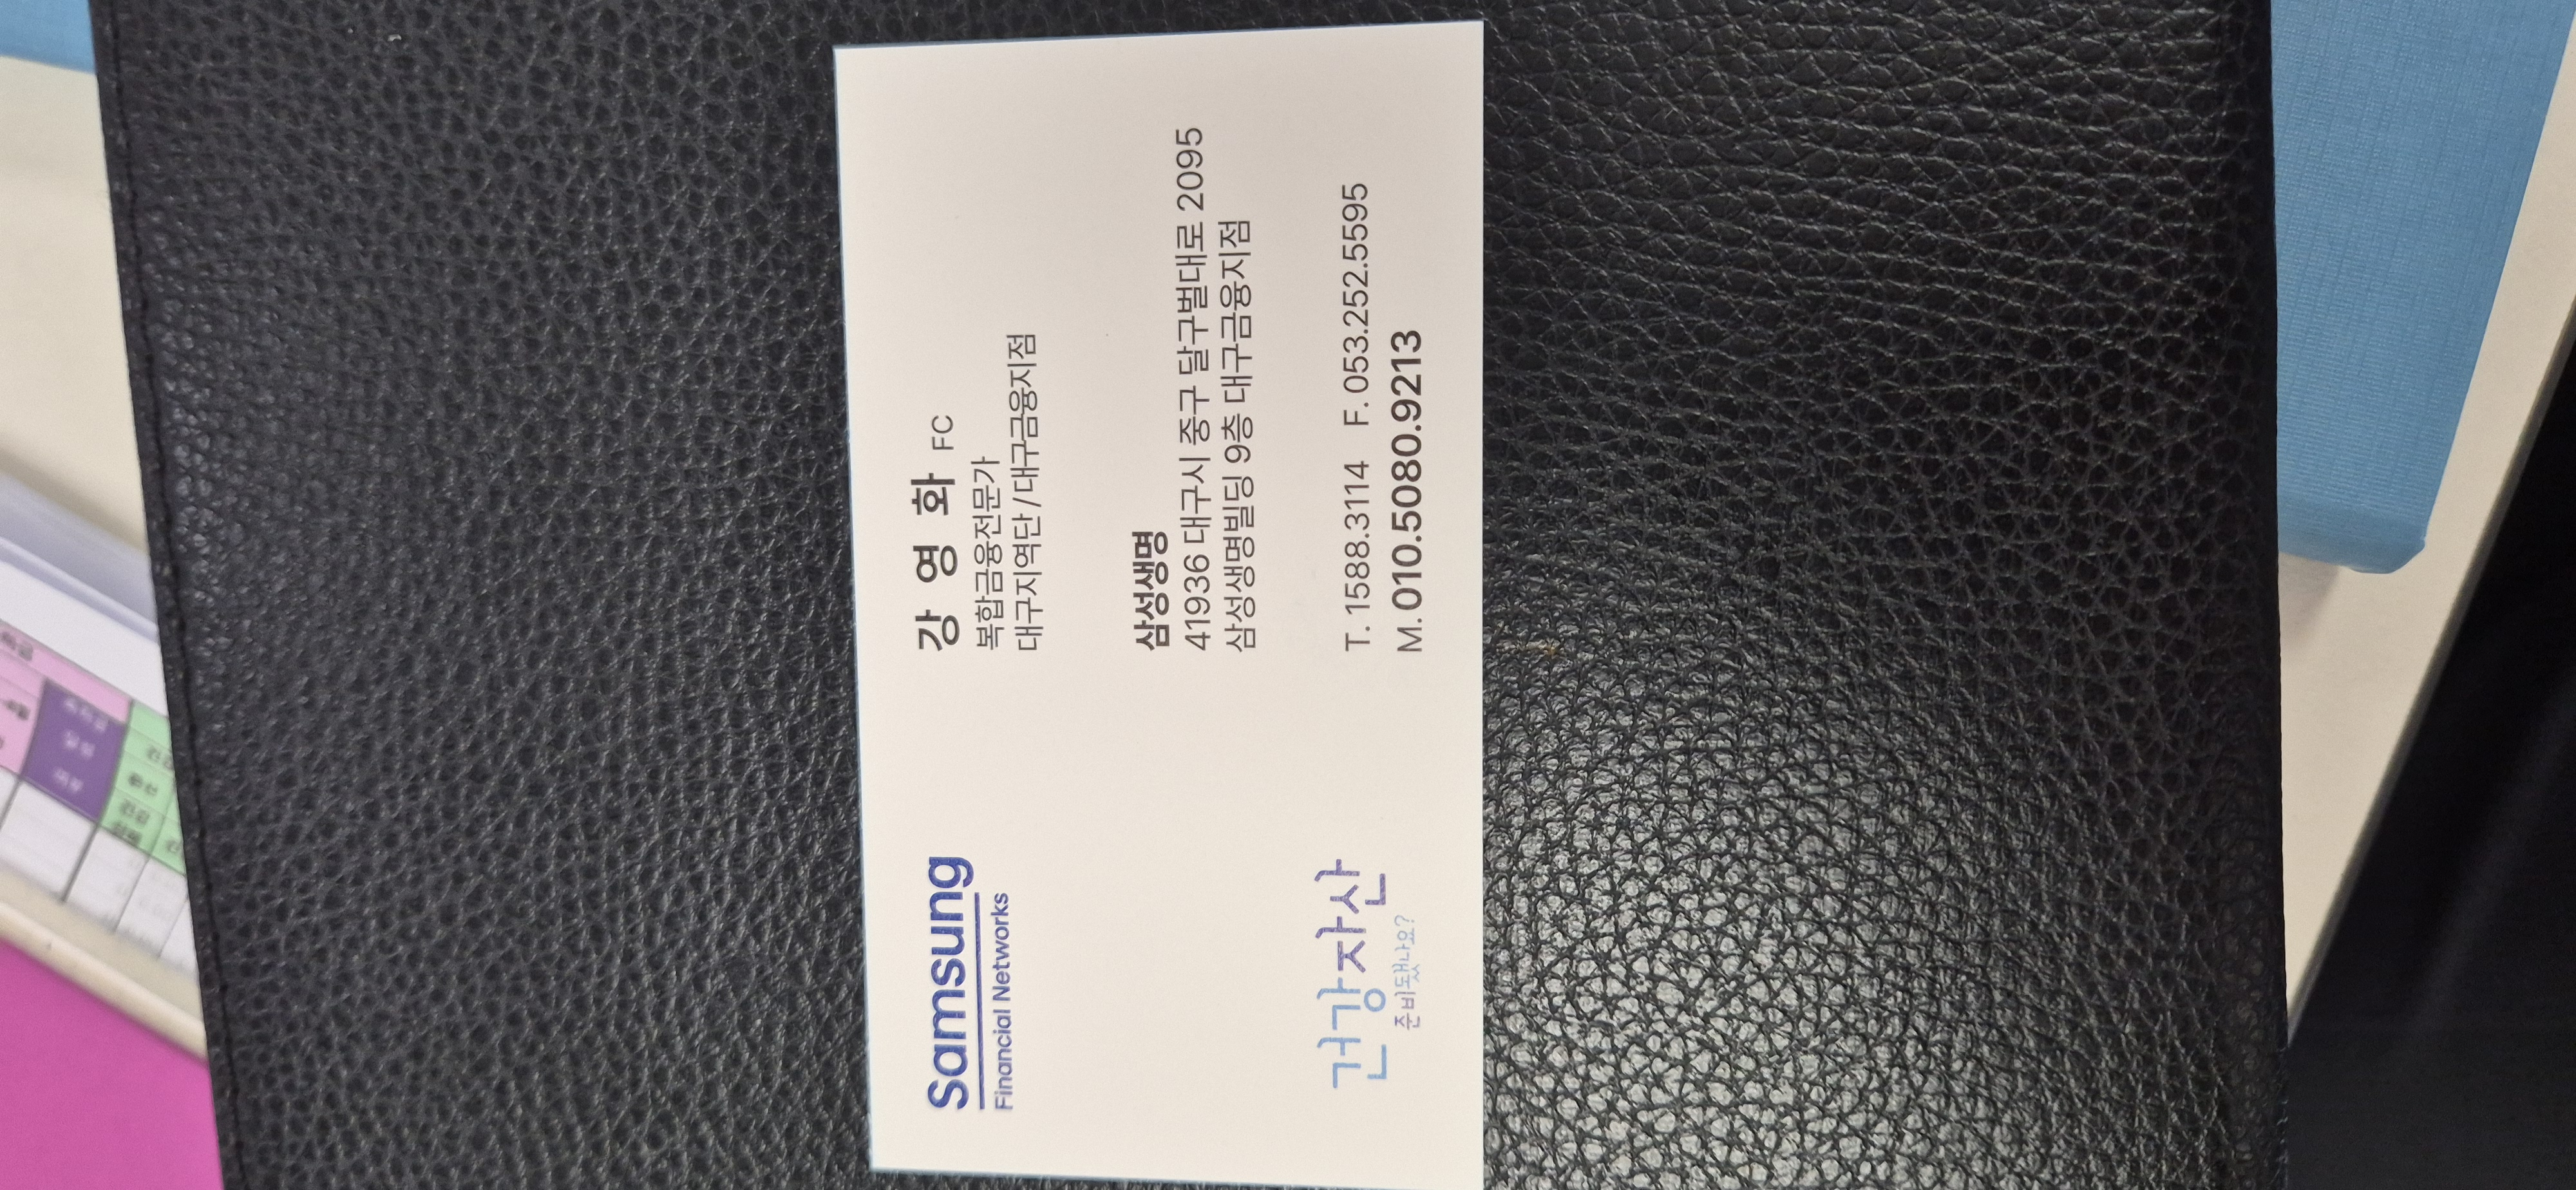 Samsung
Financial Networks
강 영 화 FC
복합금융전문가
대구지역단 / 대구금융지점
삼성생명
41936 대구시 중구 달구벌대로 2095
삼성생명빌딩 9층 대구금융지점
T. 1588.3114 F. 053.252.5595
M. 010.5080.9213
건강자산
준비됐나요?